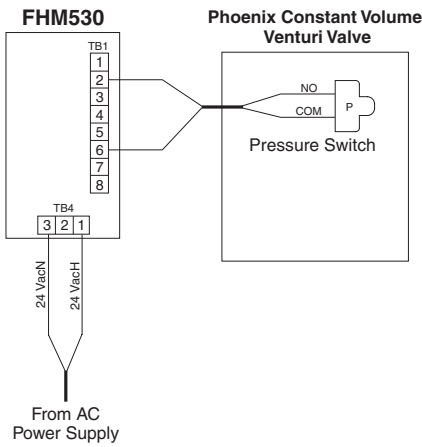 FHM530
Phoenix Constant Volume
Venturi Valve
TB1
1
2
3
4
5
6
7
8
NO
COM
P
Pressure Switch
TB4
3 2 1
24 VacN
24 VacH
From AC
Power Supply